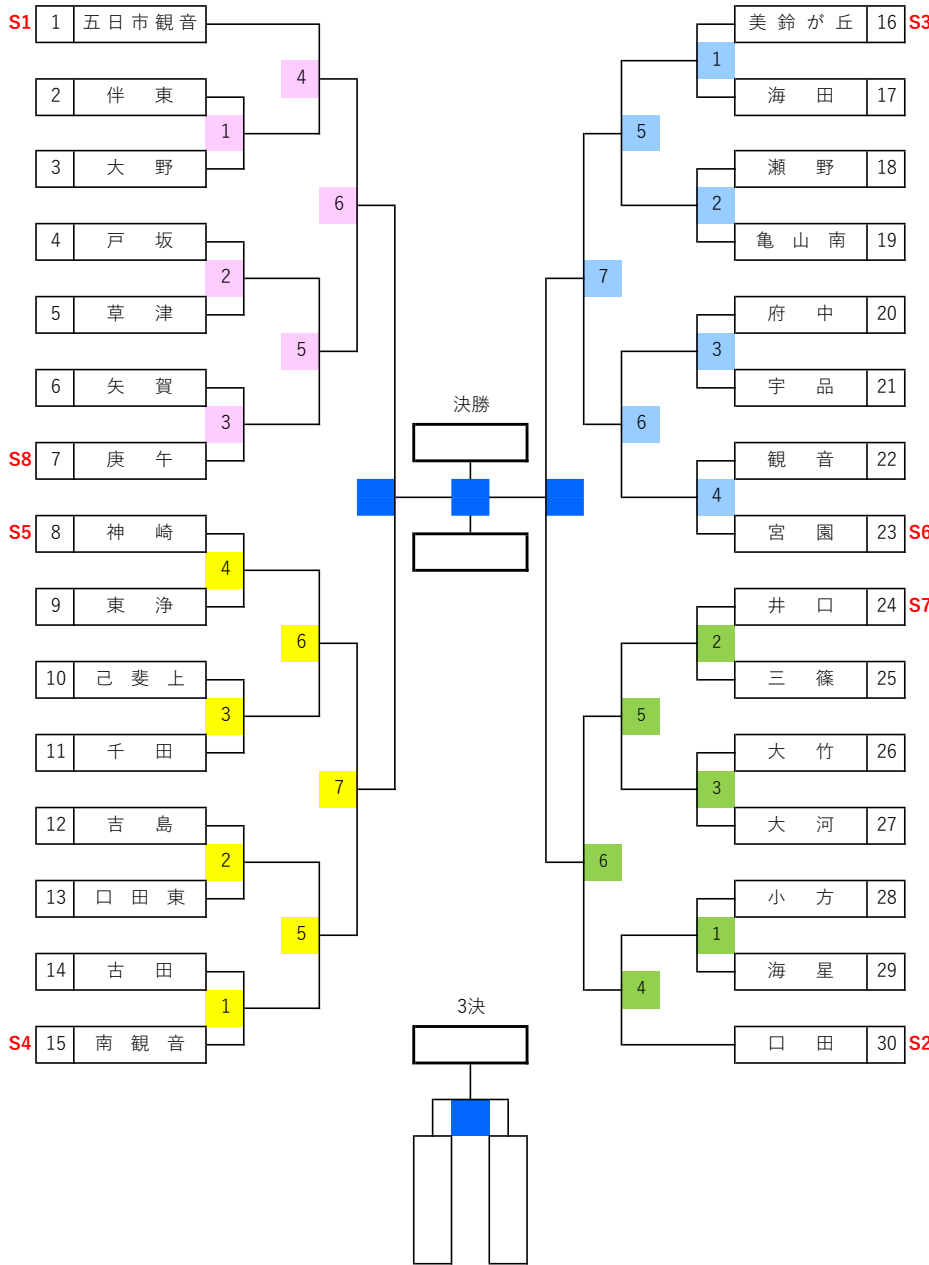 S1 1 五日市観音
4
2 伴東
1
3 大野
6
4 戸坂
2
5 草津
5
6 矢賀
3
S8 7 庚午
S5 8 神崎
4
9 東浄
6
10 己斐上
3
11 千田
7
12 吉島
2
13 口田東
5
14 古田
1
S4 15 南観音
決勝
3決
美鈴が丘 16 S3
1
海田 17
5
瀬野 18
2
亀山南 19
7
府中 20
3
宇品 21
6
観音 22
4
宮園 23 S6
井口 24 S7
2
三篠 25
5
大竹 26
3
大河 27
6
小方 28
1
海星 29
4
口田 30 S2